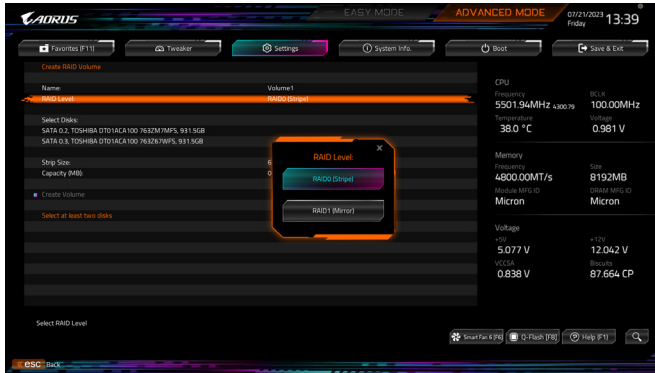 AORUS
EASY MODE
ADVANCED MODE
07/21/2023
Friday
13:39
Favorites (F11)
Tweaker
Settings
System Info.
Boot
Save & Exit
Create RAID Volume
Name: Volume1
RAID Level: RAID0 (Stripe)
Select Disks:
SATA 0.2, TOSHIBA DT01ACA100 763ZM7MFS, 931.5GB
SATA 0.3, TOSHIBA DT01ACA100 763Z67WFS, 931.5GB
Strip Size: 6
Capacity (MB): 0
Create Volume
Select at least two disks
RAID Level:
RAID0 (Stripe)
RAID1 (Mirror)
CPU
Frequency BCLK
5501.94MHz 4300.79 100.00MHz
Temperature Voltage
38.0 °C 0.981 V
Memory
Frequency Size
4800.00MT/s 8192MB
Module MFG ID DRAM MFG ID
Micron Micron
Voltage
+5V +12V
5.077 V 12.042 V
VCCSA Biscuits
0.838 V 87.664 CP
Select RAID Level
Smart Fan 6 [F6]
Q-Flash [F8]
Help (F1)
esc Back